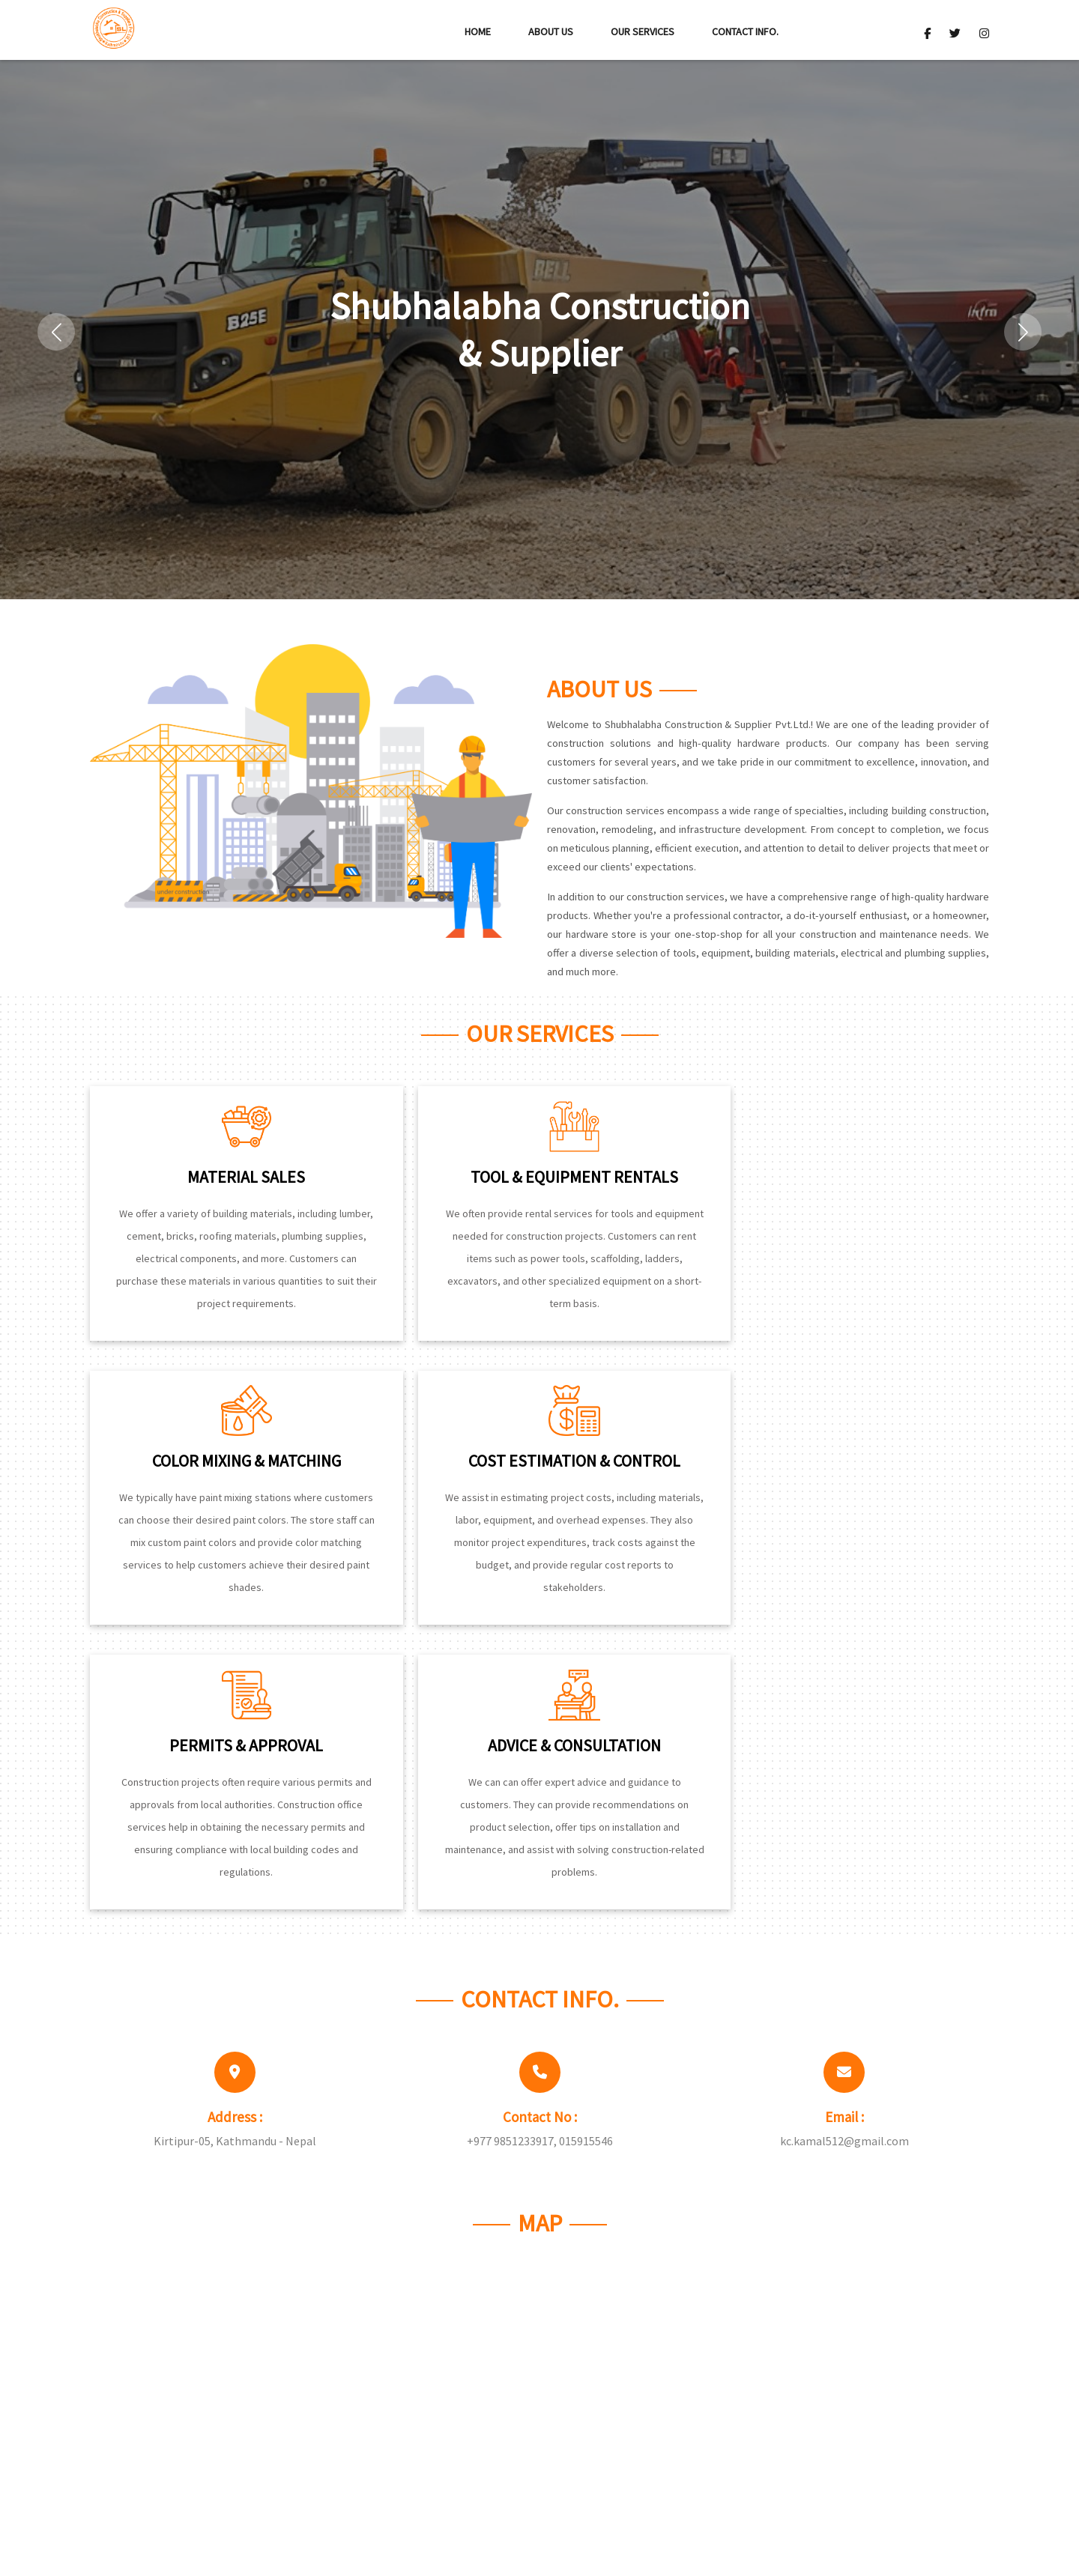 HOME
ABOUT US
OUR SERVICES
CONTACT INFO.
B25E
BELL
Shubhalabha Construction
& Supplier
ABOUT US
Welcome to Shubhalabha Construction & Supplier Pvt.Ltd.! We are one of the leading provider of
construction solutions and high-quality hardware products. Our company has been serving
customers for several years, and we take pride in our commitment to excellence, innovation, and
customer satisfaction.
Our construction services encompass a wide range of specialties, including building construction,
renovation, remodeling, and infrastructure development. From concept to completion, we focus
on meticulous planning, efficient execution, and attention to detail to deliver projects that meet or
exceed our clients' expectations.
In addition to our construction services, we have a comprehensive range of high-quality hardware
products. Whether you're a professional contractor, a do-it-yourself enthusiast, or a homeowner,
our hardware store is your one-stop-shop for all your construction and maintenance needs. We
offer a diverse selection of tools, equipment, building materials, electrical and plumbing supplies,
and much more.
under construction
OUR SERVICES
MATERIAL SALES
We offer a variety of building materials, including lumber,
cement, bricks, roofing materials, plumbing supplies,
electrical components, and more. Customers can
purchase these materials in various quantities to suit their
project requirements.
TOOL & EQUIPMENT RENTALS
We often provide rental services for tools and equipment
needed for construction projects. Customers can rent
items such as power tools, scaffolding, ladders,
excavators, and other specialized equipment on a short-
term basis.
COLOR MIXING & MATCHING
We typically have paint mixing stations where customers
can choose their desired paint colors. The store staff can
mix custom paint colors and provide color matching
services to help customers achieve their desired paint
shades.
COST ESTIMATION & CONTROL
We assist in estimating project costs, including materials,
labor, equipment, and overhead expenses. They also
monitor project expenditures, track costs against the
budget, and provide regular cost reports to
stakeholders.
PERMITS & APPROVAL
Construction projects often require various permits and
approvals from local authorities. Construction office
services help in obtaining the necessary permits and
ensuring compliance with local building codes and
regulations.
ADVICE & CONSULTATION
We can can offer expert advice and guidance to
customers. They can provide recommendations on
product selection, offer tips on installation and
maintenance, and assist with solving construction-related
problems.
CONTACT INFO.
Address :
Kirtipur-05, Kathmandu - Nepal
Contact No :
+977 9851233917, 015915546
Email :
kc.kamal512@gmail.com
MAP